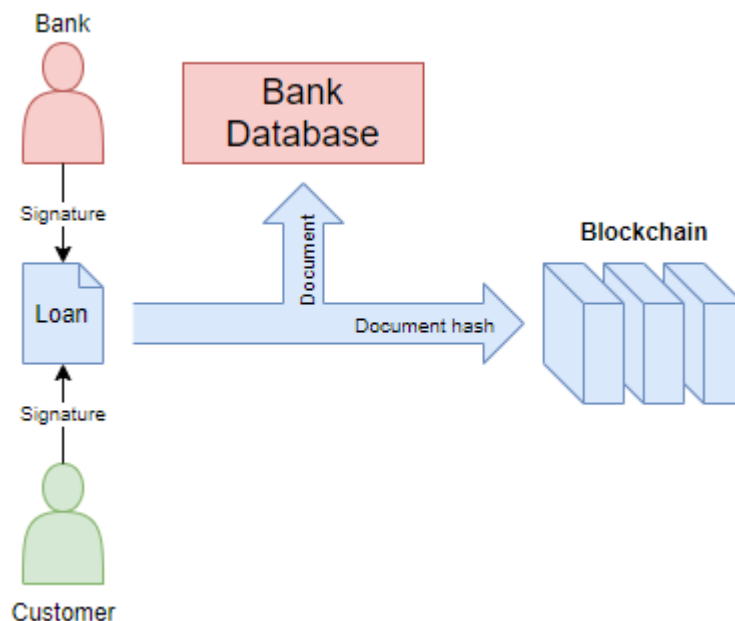 Bank
Bank
Database
Signature
Document
Blockchain
Loan
Document hash
Signature
Customer